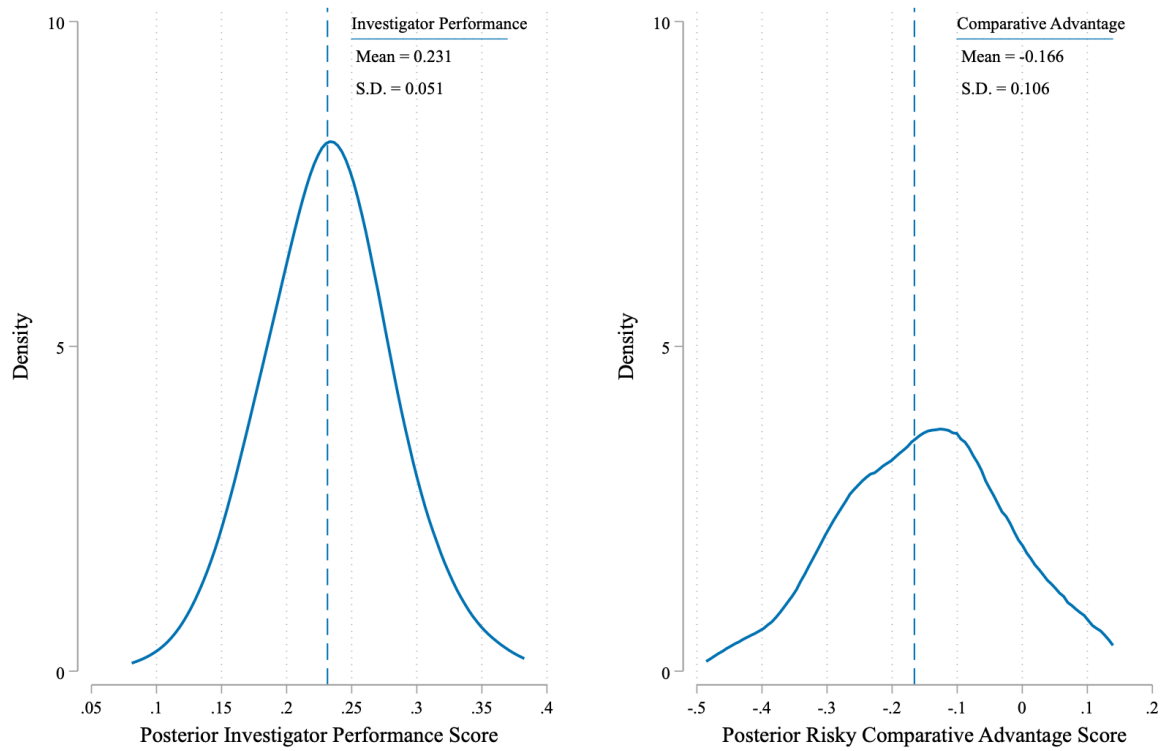 Investigator Performance
Mean = 0.231
S.D. = 0.051
10
5
0
Density
.05 .1 .15 .2 .25 .3 .35 .4
Posterior Investigator Performance Score
Comparative Advantage
Mean = -0.166
S.D. = 0.106
10
5
0
Density
-.5 -.4 -.3 -.2 -.1 0 .1 .2
Posterior Risky Comparative Advantage Score